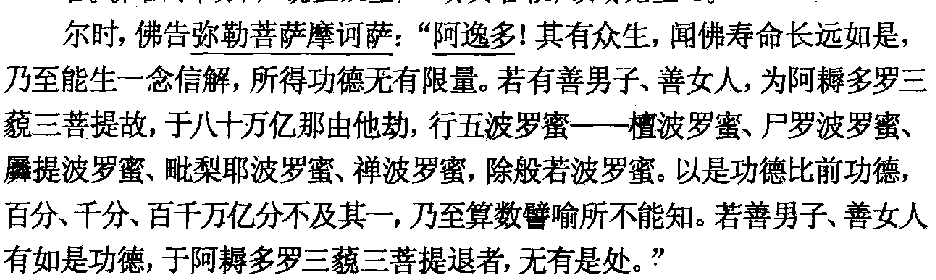 尔时,佛告弥勒菩萨摩诃萨:“阿逸多!其有众生,闻佛寿命长远如是,
乃至能生一念信解,所得功德无有限量。若有善男子、善女人,为阿耨多罗三
藐三菩提故,于八十万亿那由他劫,行五波罗蜜——檀波罗蜜、尸罗波罗蜜、
羼提波罗蜜、毗梨耶波罗蜜、禅波罗蜜,除般若波罗蜜。以是功德比前功德,
百分、千分、百千万亿分不及其一,乃至算数譬喻所不能知。若善男子、善女人
有如是功德,于阿耨多罗三藐三菩提退者,无有是处。”